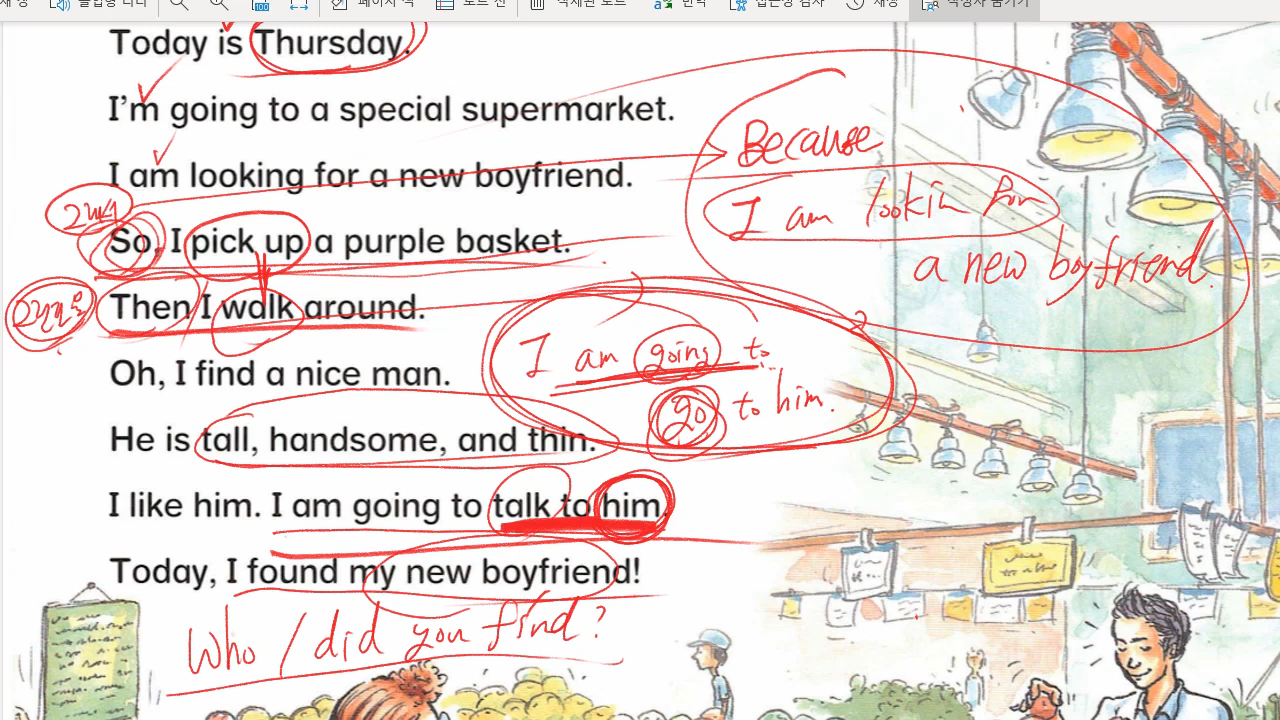 Today is Thursday.
I'm going to a special supermarket.
Because
I am looking for a new boyfriend.
I am lookin for
So, I pick up a purple basket.
a new boyfriend.
Then I walk around.
I am going to
Oh, I find a nice man.
go to him.
He is tall, handsome, and thin.
I like him. I am going to talk to him.
Today, I found my new boyfriend!
Who / did you find?